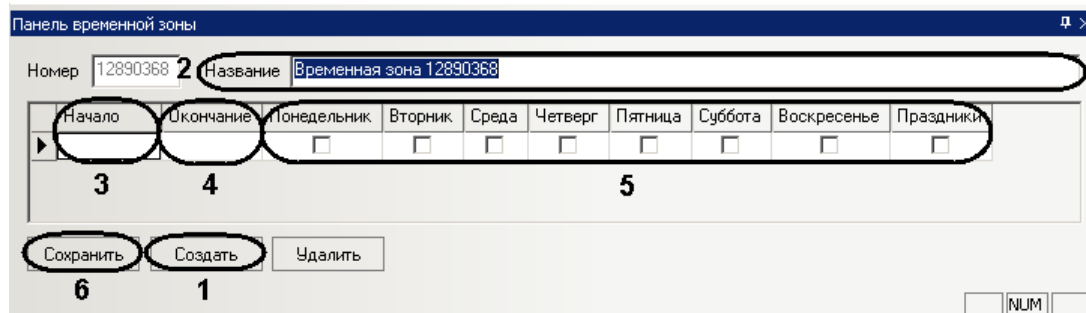 Панель временной зоны
Номер 12890368 2 Название Временная зона 12890368
Начало Окончание Понедельник Вторник Среда Четверг Пятница Суббота Воскресенье Праздники
3 4 5
Сохранить Создать Удалить
6 1
NUM